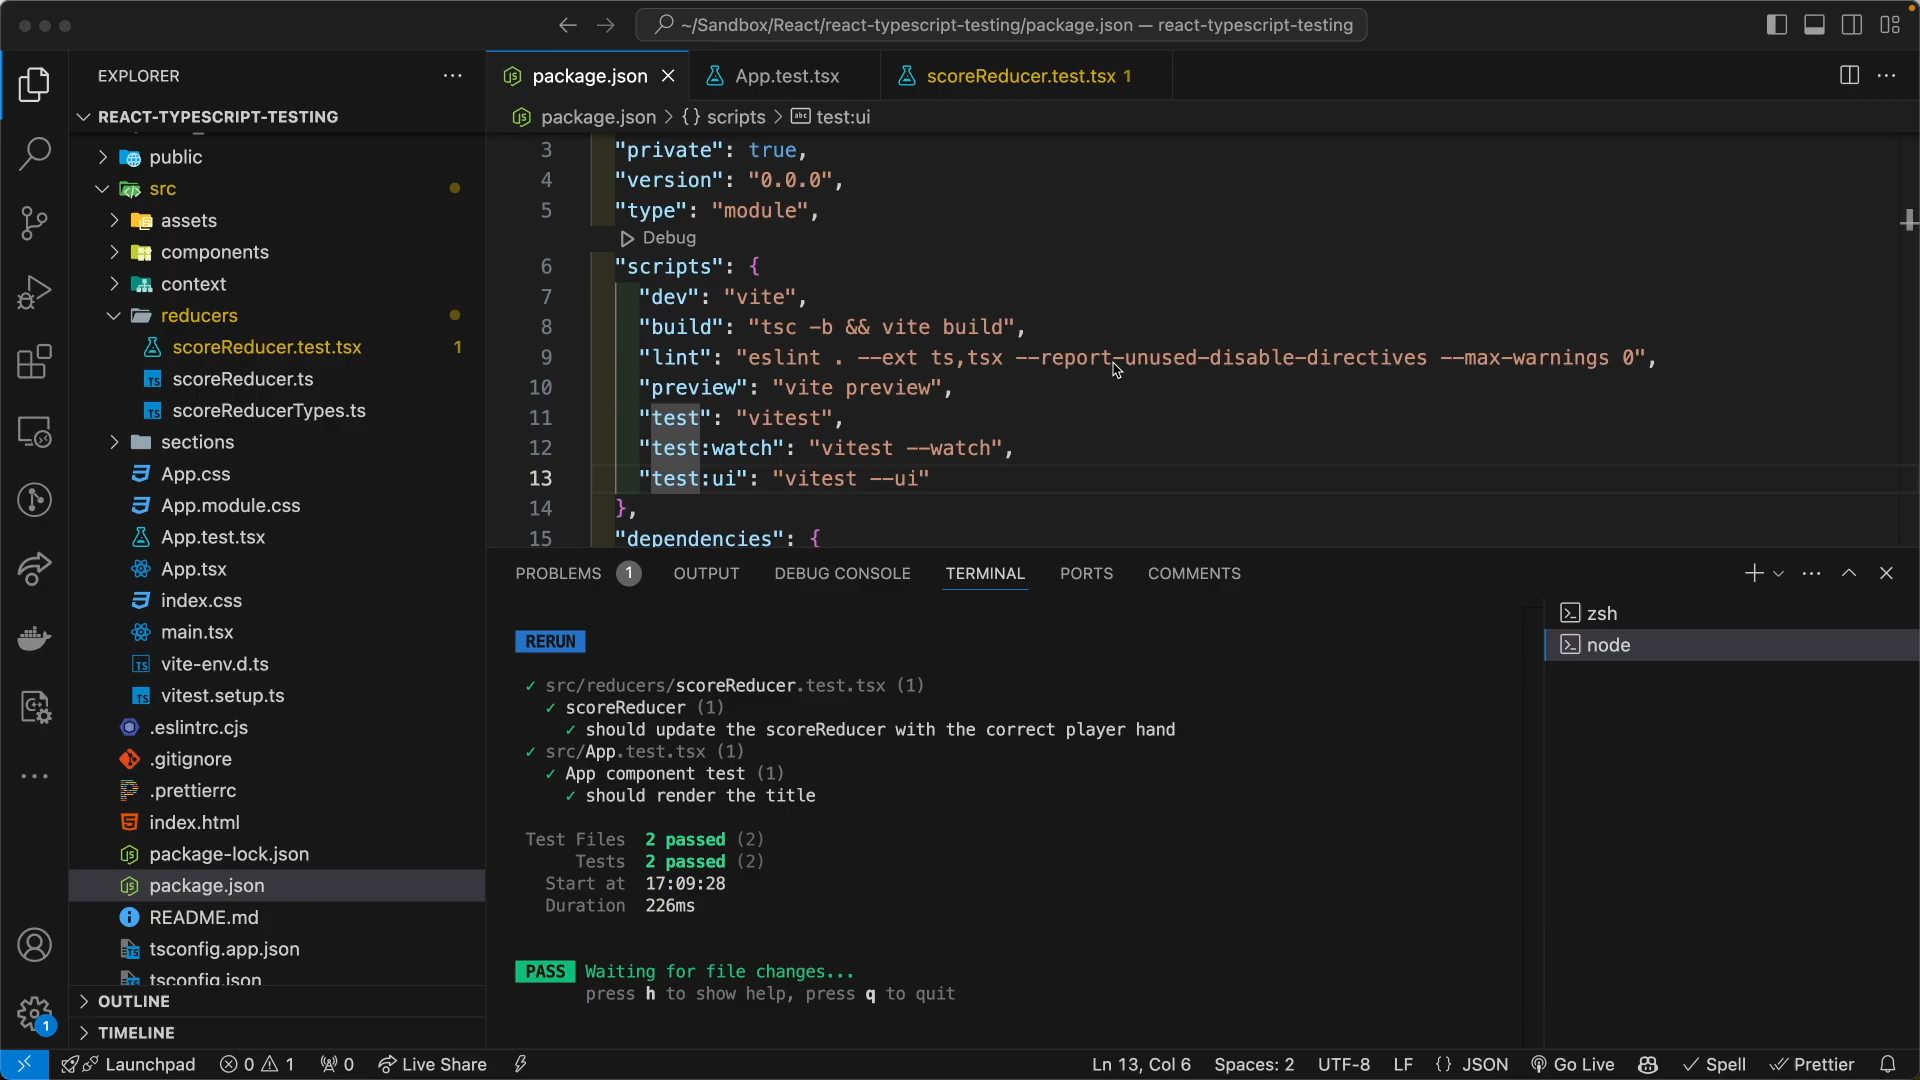 ~/Sandbox/React/react-typescript-testing/package.json — react-typescript-testing
EXPLORER
REACT-TYPESCRIPT-TESTING
public
src
assets
components
context
reducers
scoreReducer.test.tsx 1
scoreReducer.ts
scoreReducerTypes.ts
sections
App.css
App.module.css
App.test.tsx
App.tsx
index.css
main.tsx
vite-env.d.ts
vitest.setup.ts
.eslintrc.cjs
.gitignore
.prettierrc
index.html
package-lock.json
package.json
README.md
tsconfig.app.json
tsconfig.json
OUTLINE
TIMELINE
1
package.json App.test.tsx scoreReducer.test.tsx 1
package.json > {} scripts > test:ui
3 "private": true,
4 "version": "0.0.0",
5 "type": "module",
Debug
6 "scripts": {
7 "dev": "vite",
8 "build": "tsc -b && vite build",
9 "lint": "eslint . --ext ts,tsx --report-unused-disable-directives --max-warnings 0",
10 "preview": "vite preview",
11 "test": "vitest",
12 "test:watch": "vitest --watch",
13 "test:ui": "vitest --ui"
14 },
15 "dependencies": {
PROBLEMS 1 OUTPUT DEBUG CONSOLE TERMINAL PORTS COMMENTS
zsh
node
RERUN
✓ src/reducers/scoreReducer.test.tsx (1)
✓ scoreReducer (1)
✓ should update the scoreReducer with the correct player hand
✓ src/App.test.tsx (1)
✓ App component test (1)
✓ should render the title
Test Files 2 passed (2)
Tests 2 passed (2)
Start at 17:09:28
Duration 226ms
PASS Waiting for file changes...
press h to show help, press q to quit
Launchpad 0 1 0 Live Share Ln 13, Col 6 Spaces: 2 UTF-8 LF {} JSON Go Live Spell Prettier